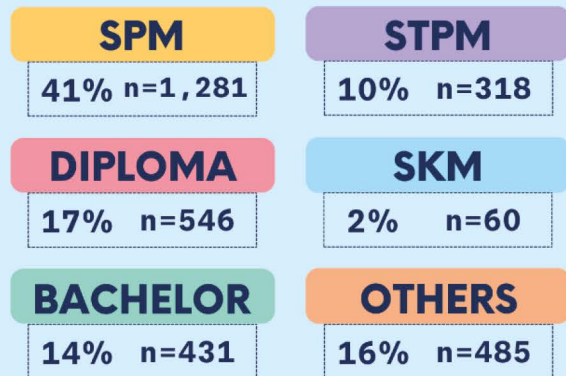 SPM
41% n=1,281
STPM
10% n=318
DIPLOMA
17% n=546
SKM
2% n=60
BACHELOR
14% n=431
OTHERS
16% n=485